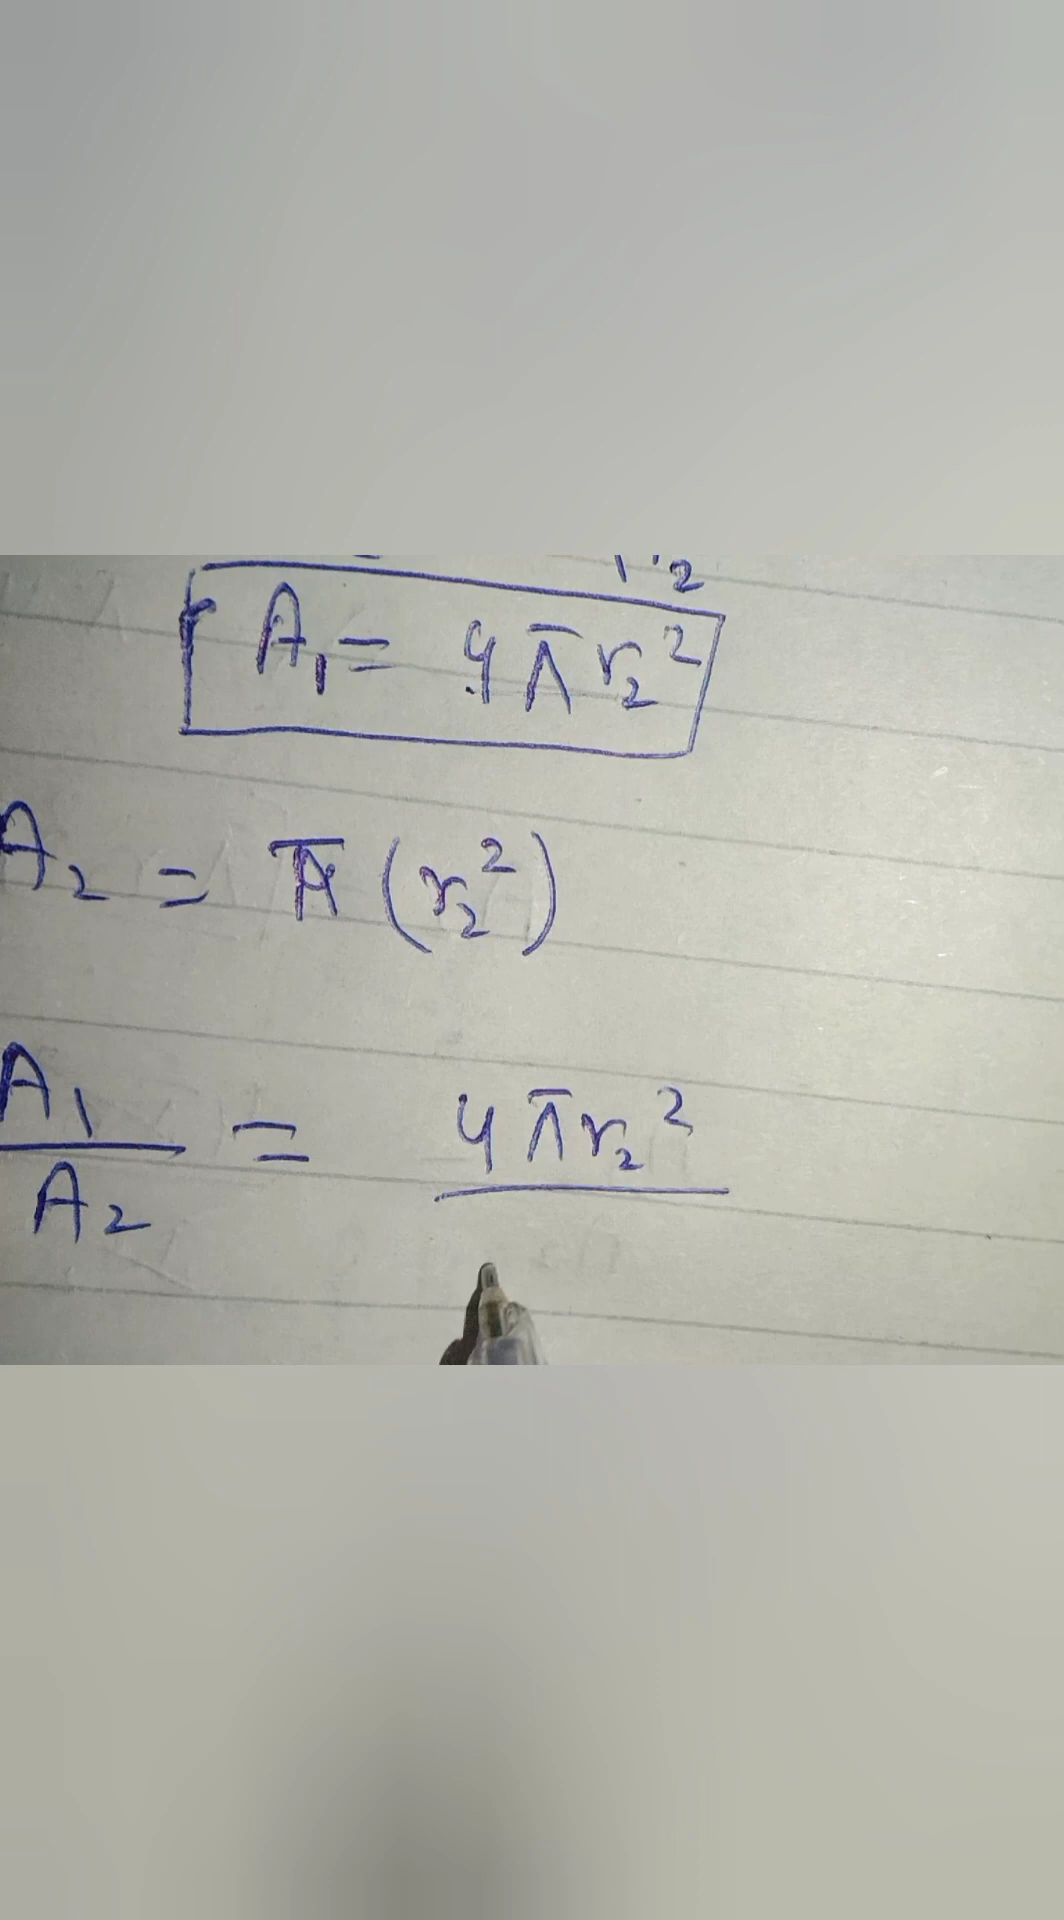 A₁ = 4πr₂²
A₂ = π(r₂²)
A₁/A₂ = 4πr₂²/